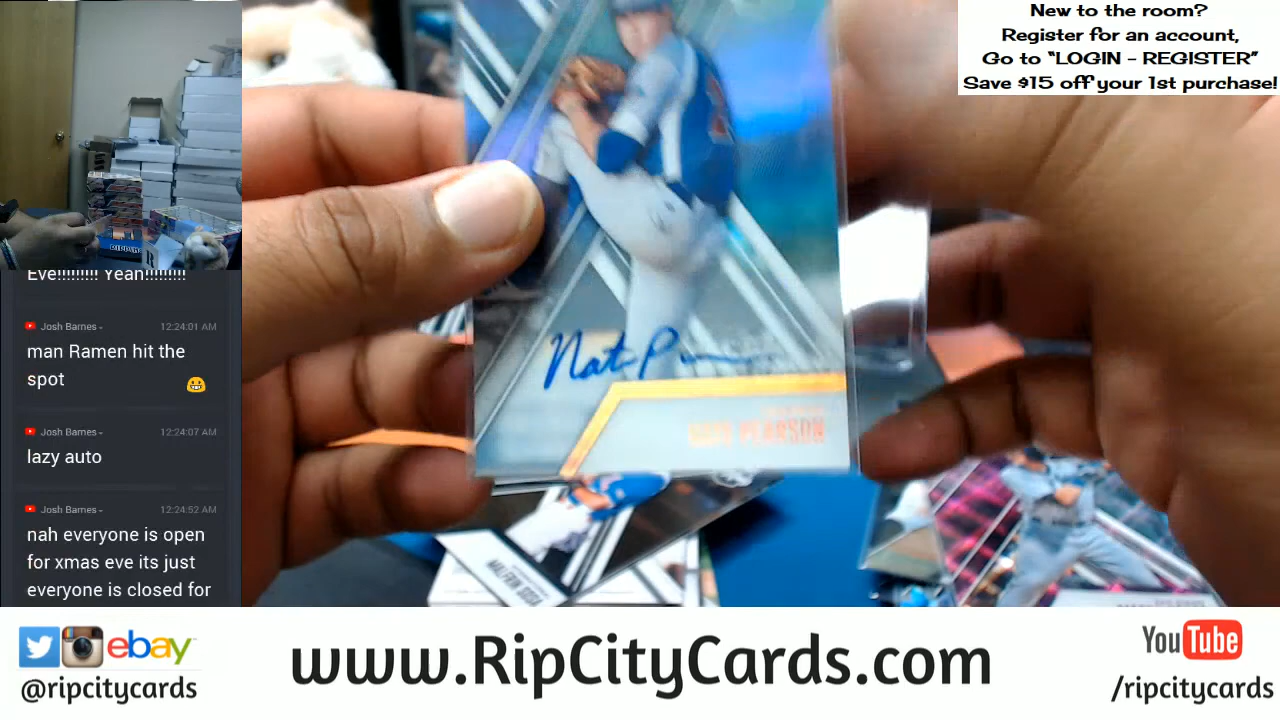 New to the room?
Register for an account,
Go to "LOGIN - REGISTER"
Save $15 off your 1st purchase!
Eve!!!!!!!!! Yeah!!!!!!!!!
Josh Barnes
12:24:01 AM
man Ramen hit the
spot
Josh Barnes
12:24:07 AM
lazy auto
Josh Barnes
12:24:52 AM
nah everyone is open
for xmas eve its just
everyone is closed for
Nat P
PEARSON
ebay
@ripcitycards
www.RipCityCards.com
YouTube
/ripcitycards